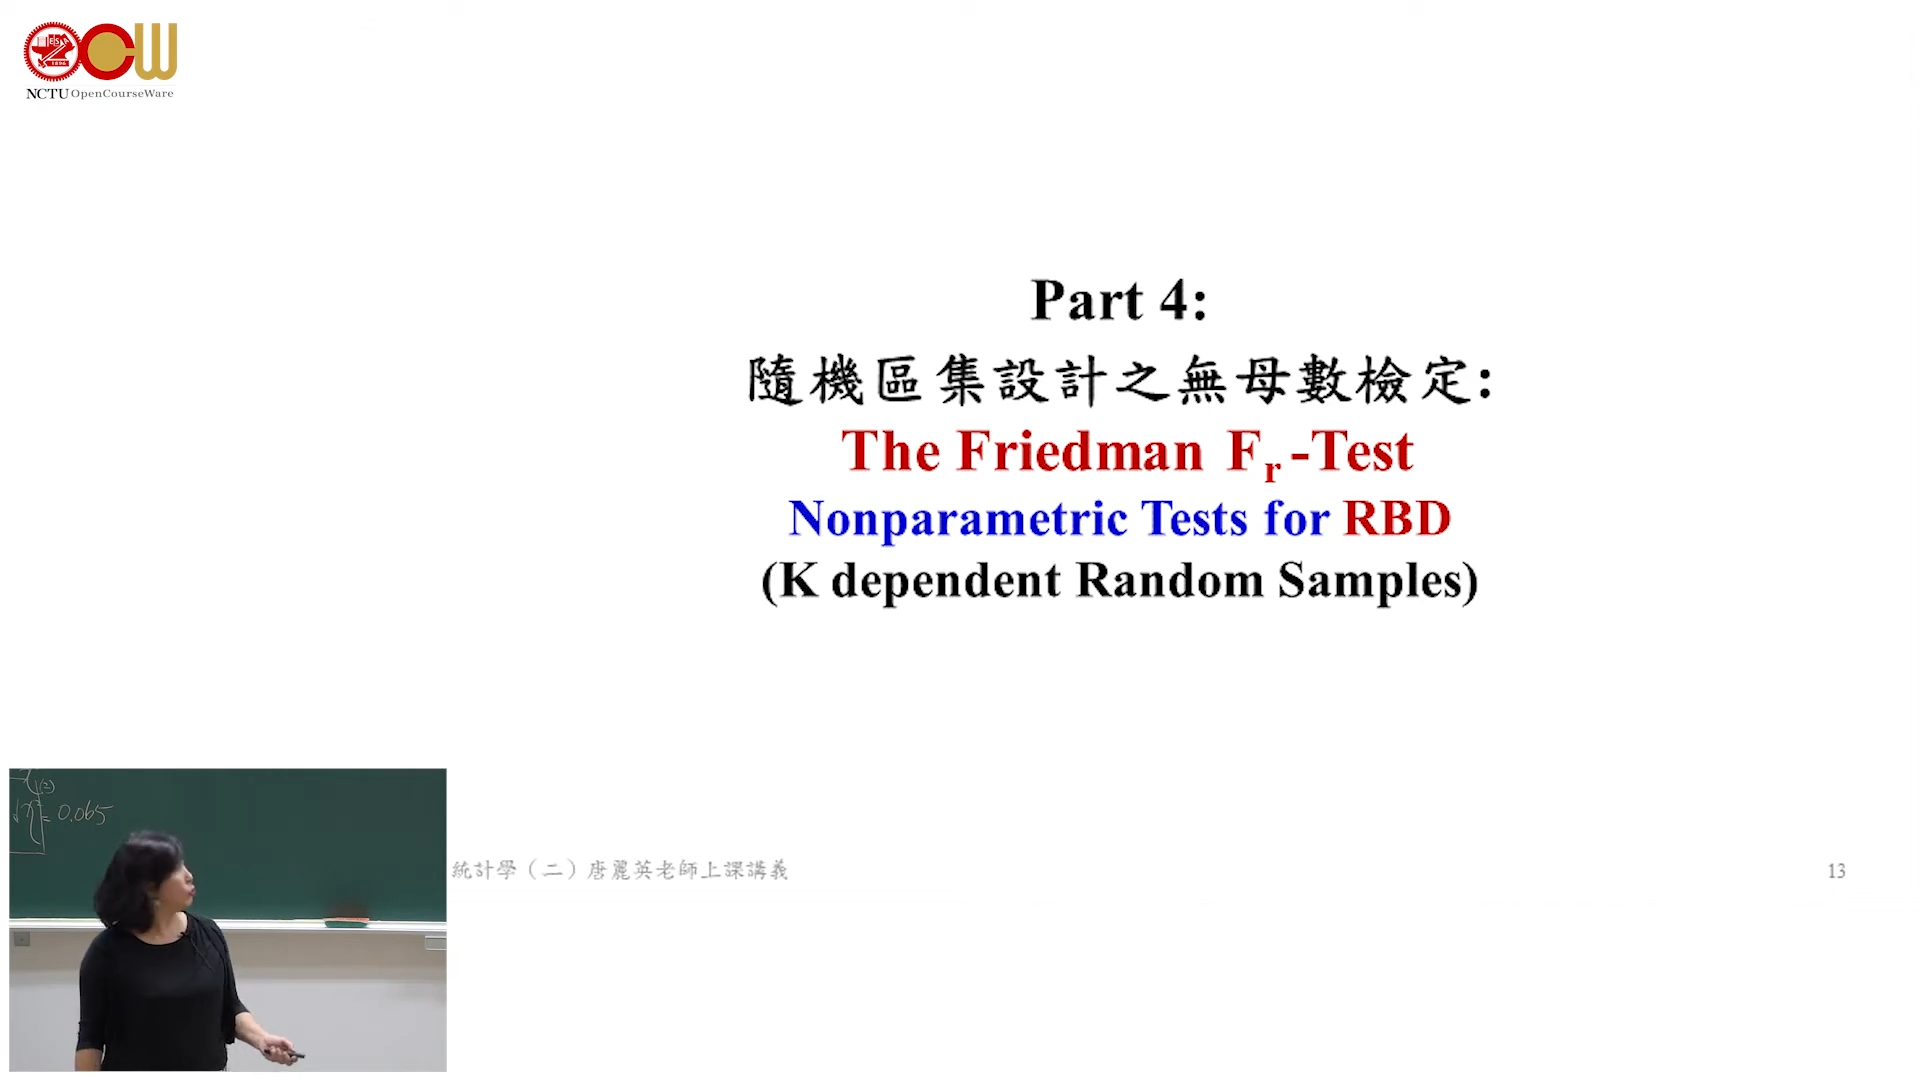 NCTU OpenCourseWare
Part 4:
隨機區集設計之無母數檢定:
The Friedman Fr -Test
Nonparametric Tests for RBD
(K dependent Random Samples)
= 0.065
統計學（二）唐麗英老師上課講義
13